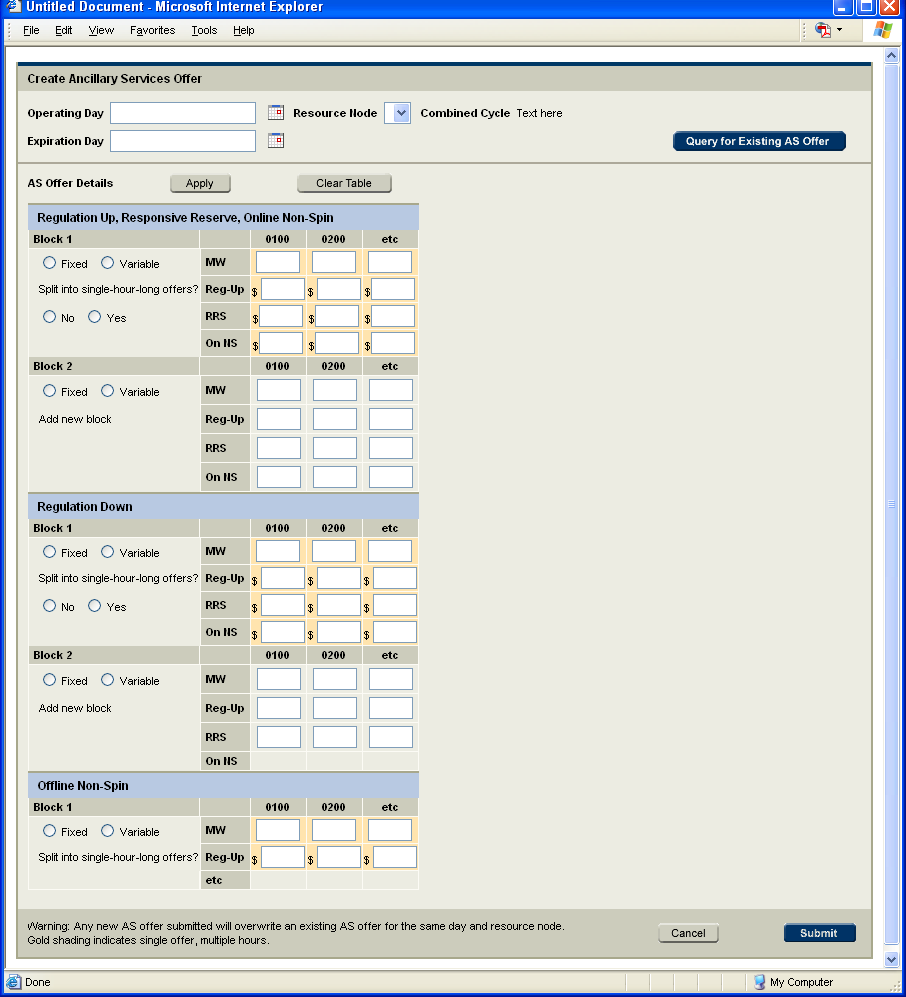 Untitled Document - Microsoft Internet Explorer
File Edit View Favorites Tools Help
Create Ancillary Services Offer
Operating Day Resource Node Combined Cycle Text here
Expiration Day Query for Existing AS Offer
AS Offer Details Apply Clear Table
Regulation Up, Responsive Reserve, Online Non-Spin
Block 1 0100 0200 etc
Fixed Variable MW
Split into single-hour-long offers? Reg-Up $ $ $
No Yes RRS $ $ $
On NS $ $ $
Block 2 0100 0200 etc
Fixed Variable MW
Add new block Reg-Up
RRS
On NS
Regulation Down
Block 1 0100 0200 etc
Fixed Variable MW
Split into single-hour-long offers? Reg-Up $ $ $
No Yes RRS $ $ $
On NS $ $ $
Block 2 0100 0200 etc
Fixed Variable MW
Add new block Reg-Up
RRS
On NS
Offline Non-Spin
Block 1 0100 0200 etc
Fixed Variable MW
Split into single-hour-long offers? Reg-Up $ $ $
etc
Warning: Any new AS offer submitted will overwrite an existing AS offer for the same day and resource node.
Gold shading indicates single offer, multiple hours.
Cancel Submit
Done My Computer